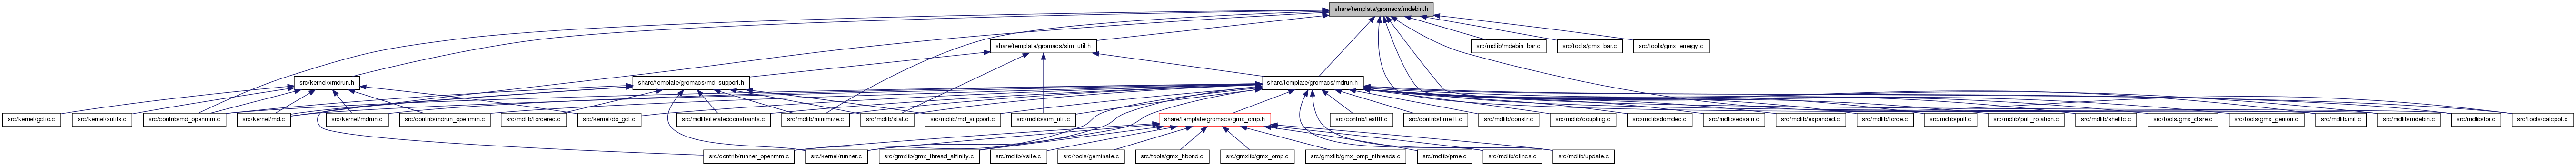 share/template/gromacs/mdebin.h
share/template/gromacs/sim_util.h
src/mdlib/mdebin_bar.c
src/tools/gmx_bar.c
src/tools/gmx_energy.c
src/kernel/xmdrun.h
share/template/gromacs/md_support.h
share/template/gromacs/mdrun.h
src/kernel/gctio.c
src/kernel/xutils.c
src/contrib/md_openmm.c
src/kernel/md.c
src/kernel/mdrun.c
src/contrib/mdrun_openmm.c
src/mdlib/forcerec.c
src/kernel/do_gct.c
src/mdlib/iteratedconstraints.c
src/mdlib/minimize.c
src/mdlib/stat.c
src/mdlib/md_support.c
src/mdlib/sim_util.c
share/template/gromacs/gmx_omp.h
src/contrib/testfft.c
src/contrib/timefft.c
src/mdlib/constr.c
src/mdlib/coupling.c
src/mdlib/domdec.c
src/mdlib/edsam.c
src/mdlib/expanded.c
src/mdlib/force.c
src/mdlib/pull.c
src/mdlib/pull_rotation.c
src/mdlib/shellfc.c
src/tools/gmx_disre.c
src/tools/gmx_genion.c
src/mdlib/init.c
src/mdlib/mdebin.c
src/mdlib/tpi.c
src/tools/calcpot.c
src/contrib/runner_openmm.c
src/kernel/runner.c
src/gmxlib/gmx_thread_affinity.c
src/mdlib/vsite.c
src/tools/geminate.c
src/tools/gmx_hbond.c
src/gmxlib/gmx_omp.c
src/gmxlib/gmx_omp_nthreads.c
src/mdlib/pme.c
src/mdlib/clincs.c
src/mdlib/update.c